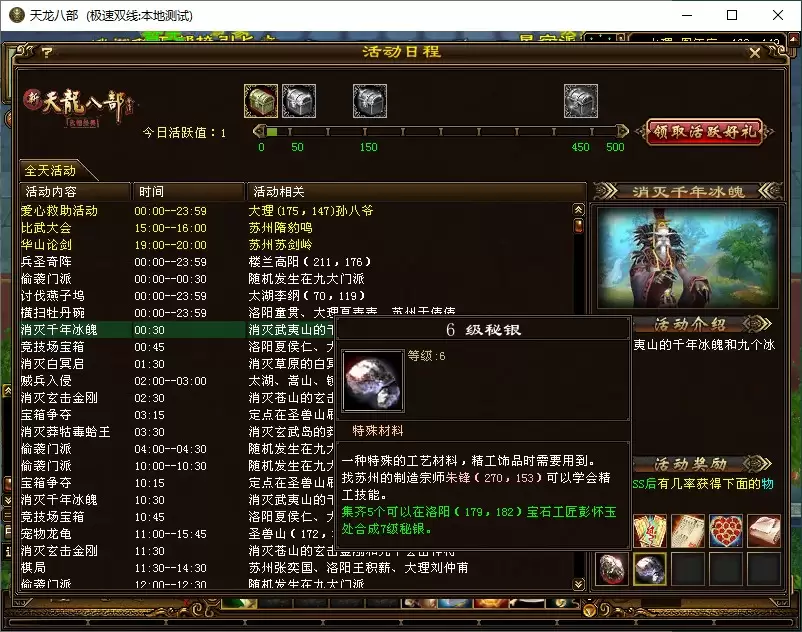 天龙八部 (极速双线:本地测试)
?
活动日程
新天龍八部
今日活跃值：1
0 50 150 450 500
领取活跃好礼
全天活动
活动内容 时间 活动相关
爱心救助活动 00:00--23:59 大理(175，147)孙八爷
比武大会 15:00--16:00 苏州隋豹鸣
华山论剑 19:00--20:00 苏州苏剑岭
兵圣奇阵 00:00--23:59 楼兰高阳(211，176)
偷袭门派 00:00--00:30 随机发生在九大门派
讨伐燕子坞 00:00--23:59 太湖李纲(70，119)
横扫牡丹碗 00:00--23:59
消灭千年冰魄 00:30 消灭武夷山的千
竞技场宝箱 00:45 洛阳夏侯仁、大
消灭白冥启 01:30 消灭草原的白冥
贼兵入侵 02:00--03:00 太湖、嵩山、
消灭玄击金刚 02:30 消灭苍山的玄击
宝箱争夺 03:15 定点在圣兽山
消灭莽牯毒蛤王 03:30 消灭玄武岛的莽
偷袭门派 04:00--04:30 随机发生在九大
偷袭门派 10:00--10:30 随机发生在九大
宝箱争夺 10:15 定点在圣兽山
消灭千年冰魄 10:30 消灭武夷山的千
竞技场宝箱 10:45 洛阳夏侯仁、大
宠物龙龟 11:00--15:45 圣兽山(172，
消灭玄击金刚 11:30 消灭苍山的玄击
棋局 11:30--14:30 苏州张奕国、洛阳王积薪、大理刘仲甫
偷袭门派 12:00--12:30 随机发生在九大门派
消灭千年冰魄
活动介绍
夷山的千年冰魄和九个冰
活动奖励
SS后有几率获得下面的物
6 级秘银
等级:6
特殊材料
一种特殊的工艺材料，精工饰品时需要用到。
找苏州的制造宗师朱锋(270，153)可以学会精
工技能。
集齐5个可以在洛阳(179，182)宝石工匠彭怀玉
处合成7级秘银。